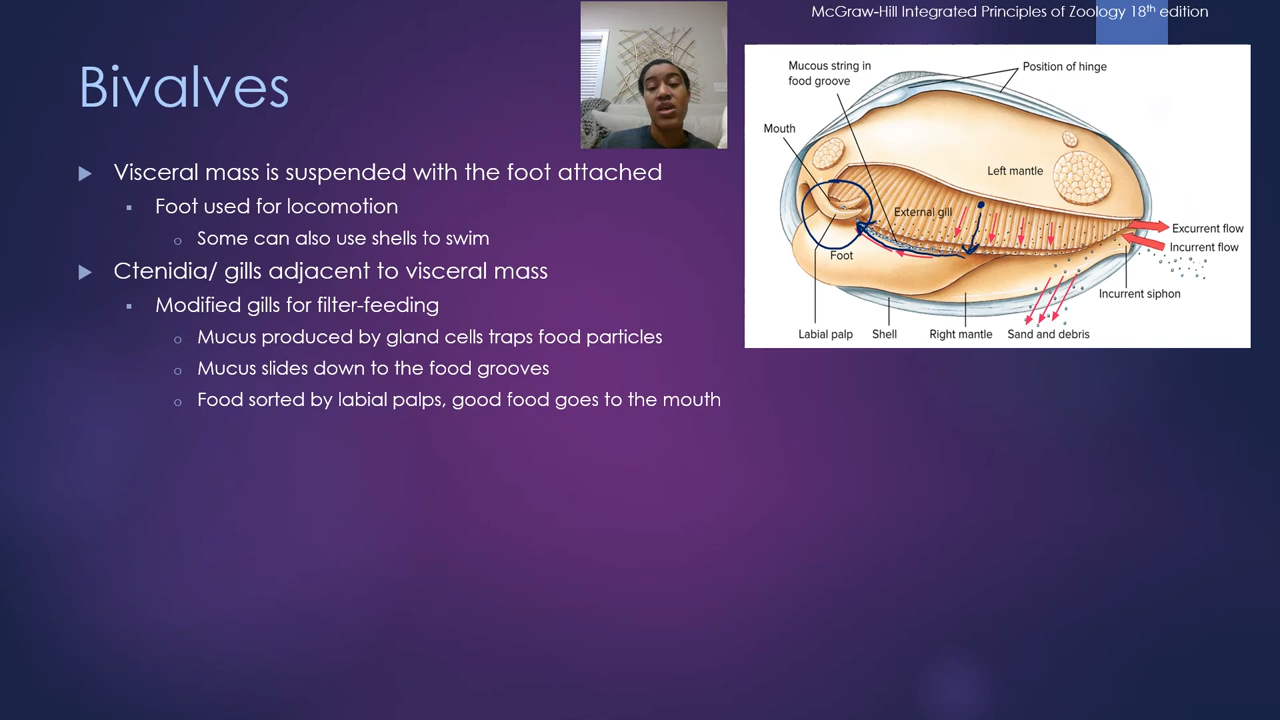 McGraw-Hill Integrated Principles of Zoology 18th edition
Bivalves
Visceral mass is suspended with the foot attached
Foot used for locomotion
Some can also use shells to swim
Ctenidia/ gills adjacent to visceral mass
Modified gills for filter-feeding
Mucus produced by gland cells traps food particles
Mucus slides down to the food grooves
Food sorted by labial palps, good food goes to the mouth
Mucous string in
food groove
Position of hinge
Mouth
Left mantle
External gill
Excurrent flow
Incurrent flow
Foot
Incurrent siphon
Labial palp
Shell
Right mantle
Sand and debris